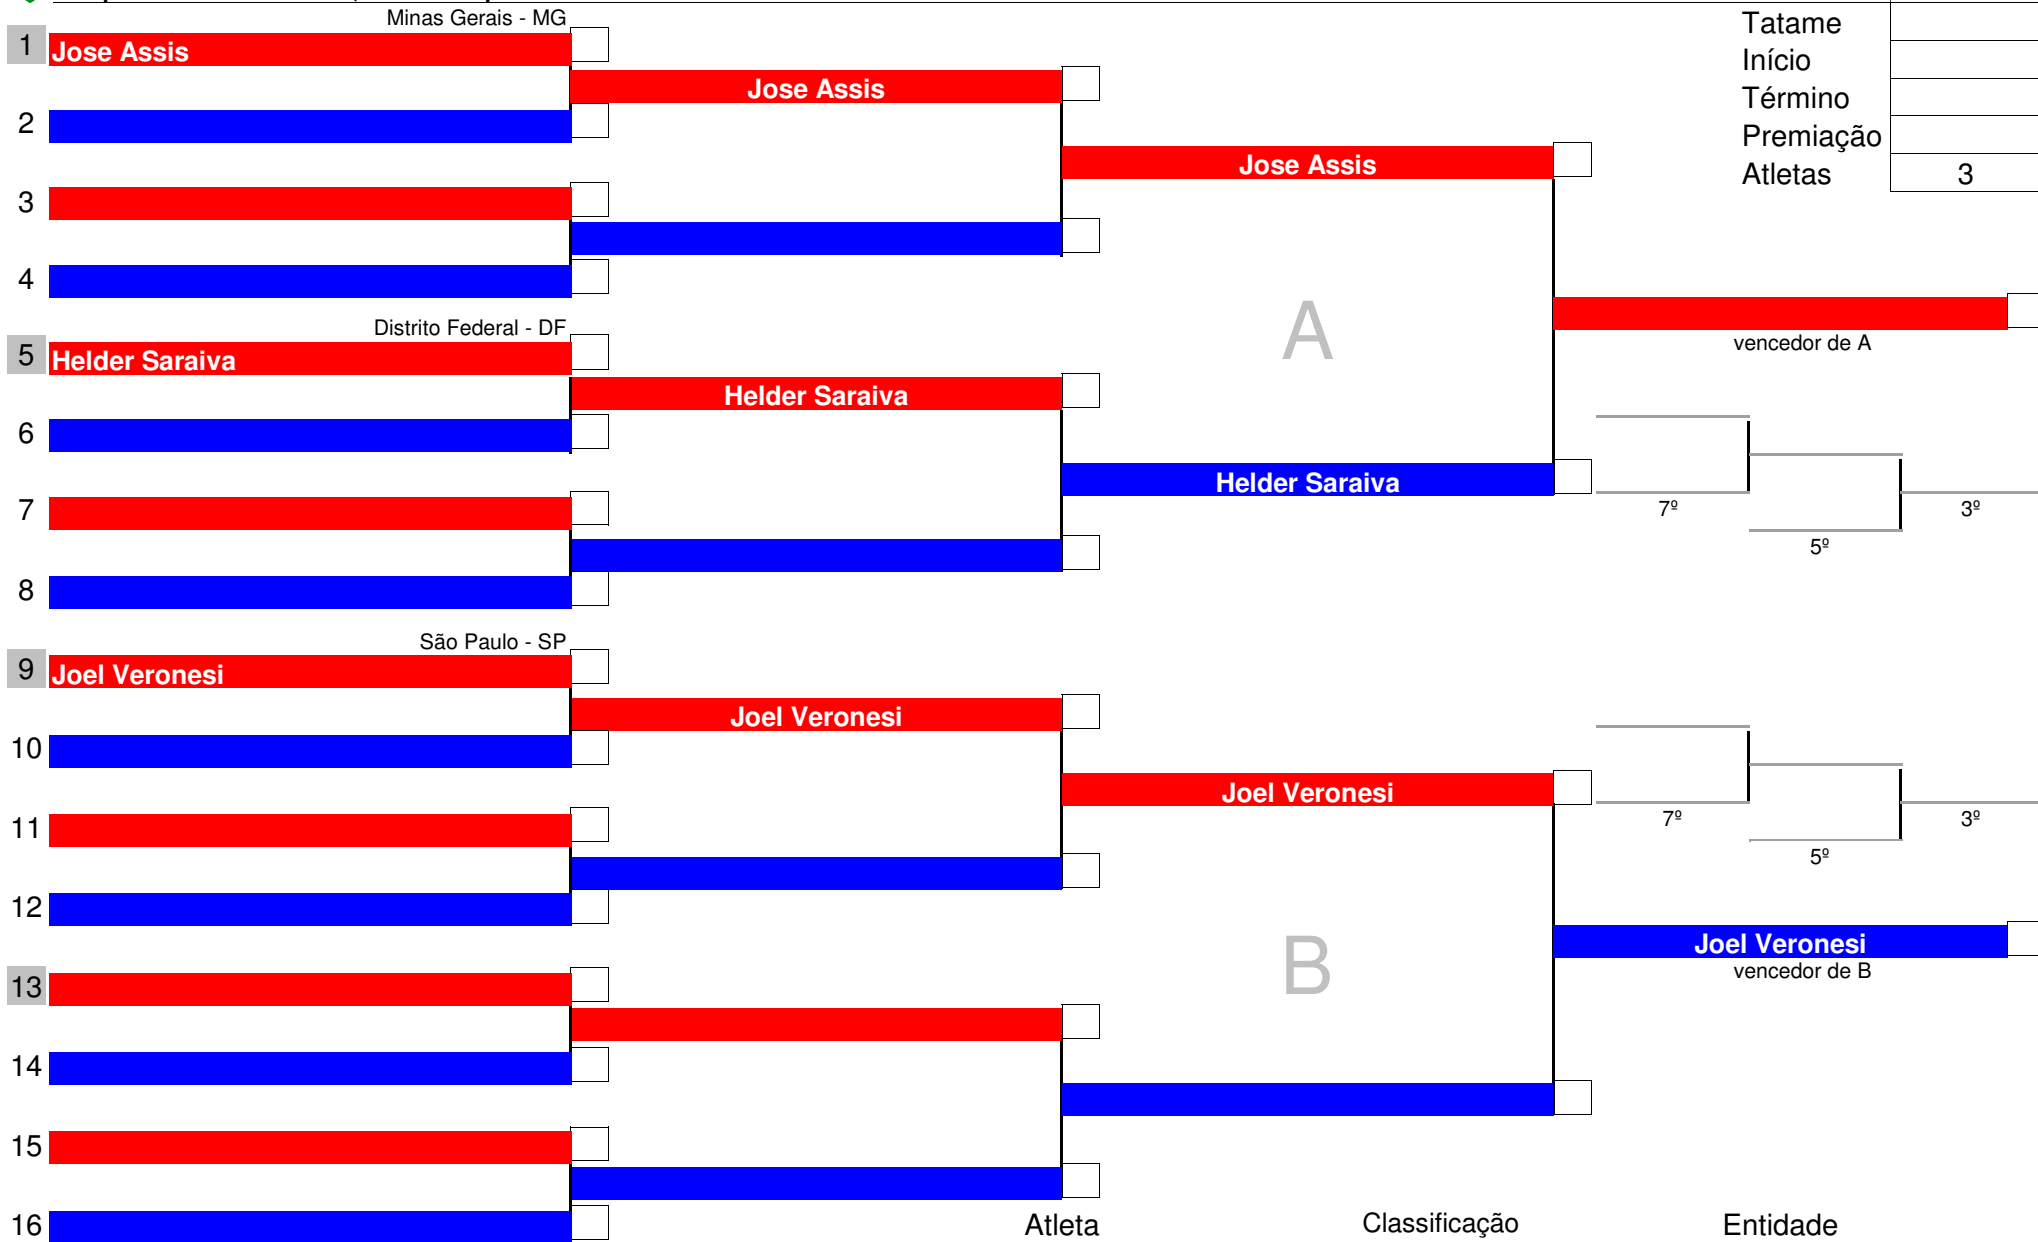 Minas Gerais - MG
Tatame
1 Jose Assis
Início
Jose Assis
Término
2
Premiação
Jose Assis
Atletas 3
3
4
Distrito Federal - DF
vencedor de A
A
5 Helder Saraiva
Helder Saraiva
6
Helder Saraiva
7º
3º
7
5º
8
São Paulo - SP
9 Joel Veronesi
Joel Veronesi
10
Joel Veronesi
7º
3º
11
5º
12
Joel Veronesi
B
vencedor de B
13
14
15
16
Atleta Classificação Entidade